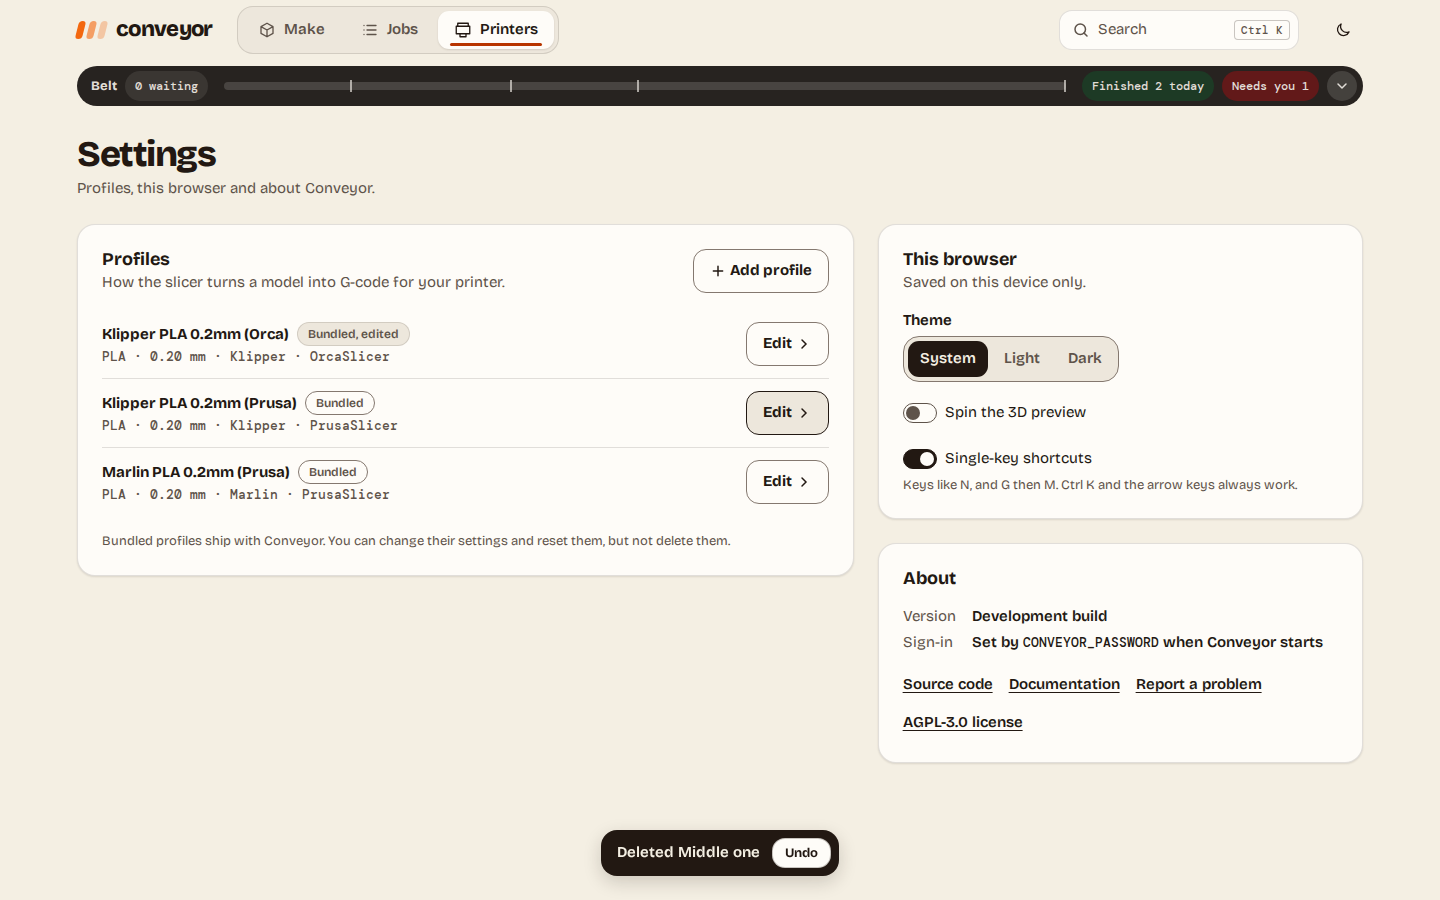 conveyor
Make
Jobs
Printers
Search
Ctrl K
Belt
0 waiting
Finished 2 today
Needs you 1
Settings
Profiles, this browser and about Conveyor.
Profiles
How the slicer turns a model into G-code for your printer.
Add profile
Klipper PLA 0.2mm (Orca)
Bundled, edited
PLA · 0.20 mm · Klipper · OrcaSlicer
Edit
Klipper PLA 0.2mm (Prusa)
Bundled
PLA · 0.20 mm · Klipper · PrusaSlicer
Edit
Marlin PLA 0.2mm (Prusa)
Bundled
PLA · 0.20 mm · Marlin · PrusaSlicer
Edit
Bundled profiles ship with Conveyor. You can change their settings and reset them, but not delete them.
This browser
Saved on this device only.
Theme
System
Light
Dark
Spin the 3D preview
Single-key shortcuts
Keys like N, and G then M. Ctrl K and the arrow keys always work.
About
Version Development build
Sign-in Set by CONVEYOR_PASSWORD when Conveyor starts
Source code
Documentation
Report a problem
AGPL-3.0 license
Deleted Middle one
Undo